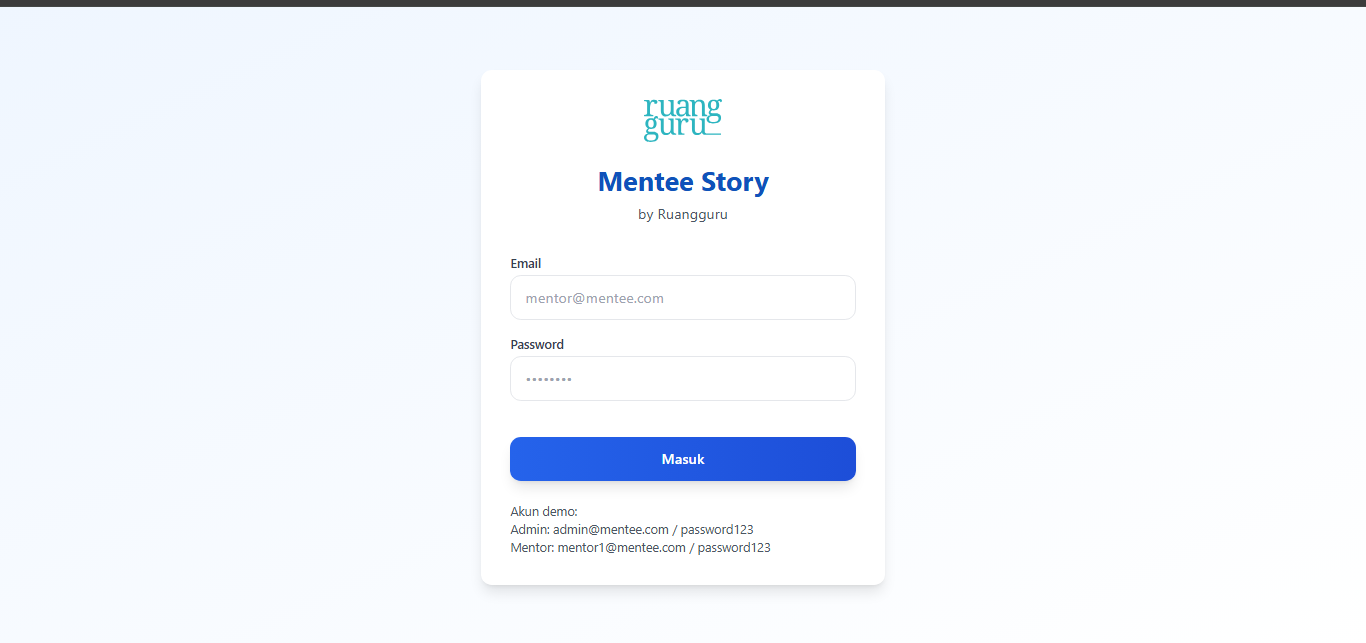 ruang
guru
Mentee Story
by Ruangguru
Email
mentor@mentee.com
Password
••••••••
Masuk
Akun demo:
Admin: admin@mentee.com / password123
Mentor: mentor1@mentee.com / password123